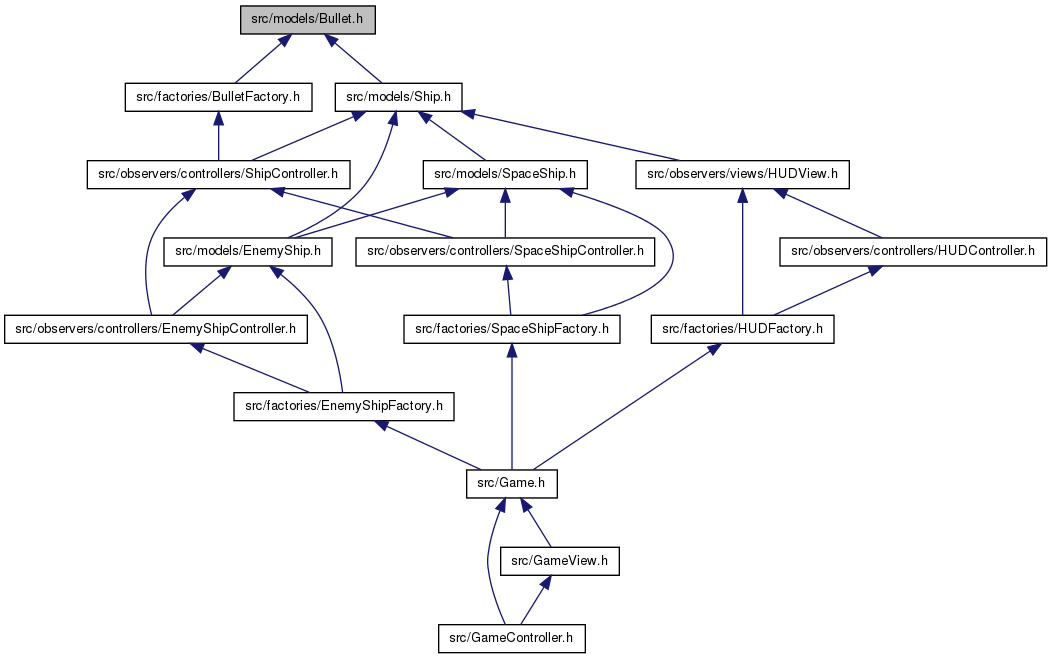 src/models/Bullet.h
src/factories/BulletFactory.h
src/models/Ship.h
src/observers/controllers/ShipController.h
src/models/SpaceShip.h
src/observers/views/HUDView.h
src/models/EnemyShip.h
src/observers/controllers/SpaceShipController.h
src/observers/controllers/HUDController.h
src/observers/controllers/EnemyShipController.h
src/factories/SpaceShipFactory.h
src/factories/HUDFactory.h
src/factories/EnemyShipFactory.h
src/Game.h
src/GameView.h
src/GameController.h